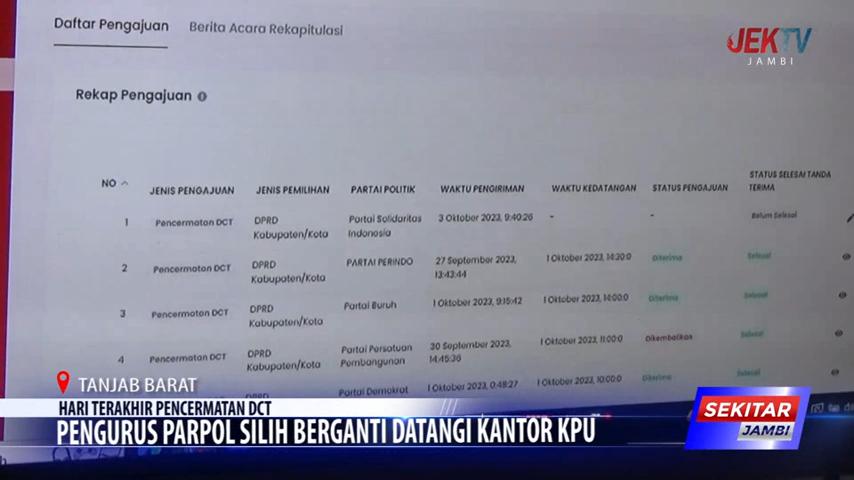 Daftar Pengajuan Berita Acara Rekapitulasi
JEKTV
JAMBI
Rekap Pengajuan
NO JENIS PENGAJUAN JENIS PEMILIHAN PARTAI POLITIK WAKTU PENGIRIMAN WAKTU KEDATANGAN STATUS PENGAJUAN STATUS SELESAI TANDA TERIMA
1 Pencermatan DCT DPRD Kabupaten/Kota Partai Solidaritas Indonesia 3 Oktober 2023, 9:40:26 - - Belum Selesai
2 Pencermatan DCT DPRD Kabupaten/Kota PARTAI PERINDO 27 September 2023, 13:43:44 1 Oktober 2023, 14:20:0 Diterima Selesai
3 Pencermatan DCT DPRD Kabupaten/Kota Partai Buruh 1 Oktober 2023, 9:15:42 1 Oktober 2023, 14:00:0 Diterima Selesai
4 Pencermatan DCT DPRD Kabupaten/Kota Partai Persatuan Pembangunan 30 September 2023, 14:45:36 1 Oktober 2023, 11:00:0 Dikembalikan Selesai
DPRD Partai Demokrat 1 Oktober 2023, 0:48:27 1 Oktober 2023, 10:00:0 Diterima Selesai
TANJAB BARAT
HARI TERAKHIR PENCERMATAN DCT
PENGURUS PARPOL SILIH BERGANTI DATANGI KANTOR KPU
SEKITAR
JAMBI